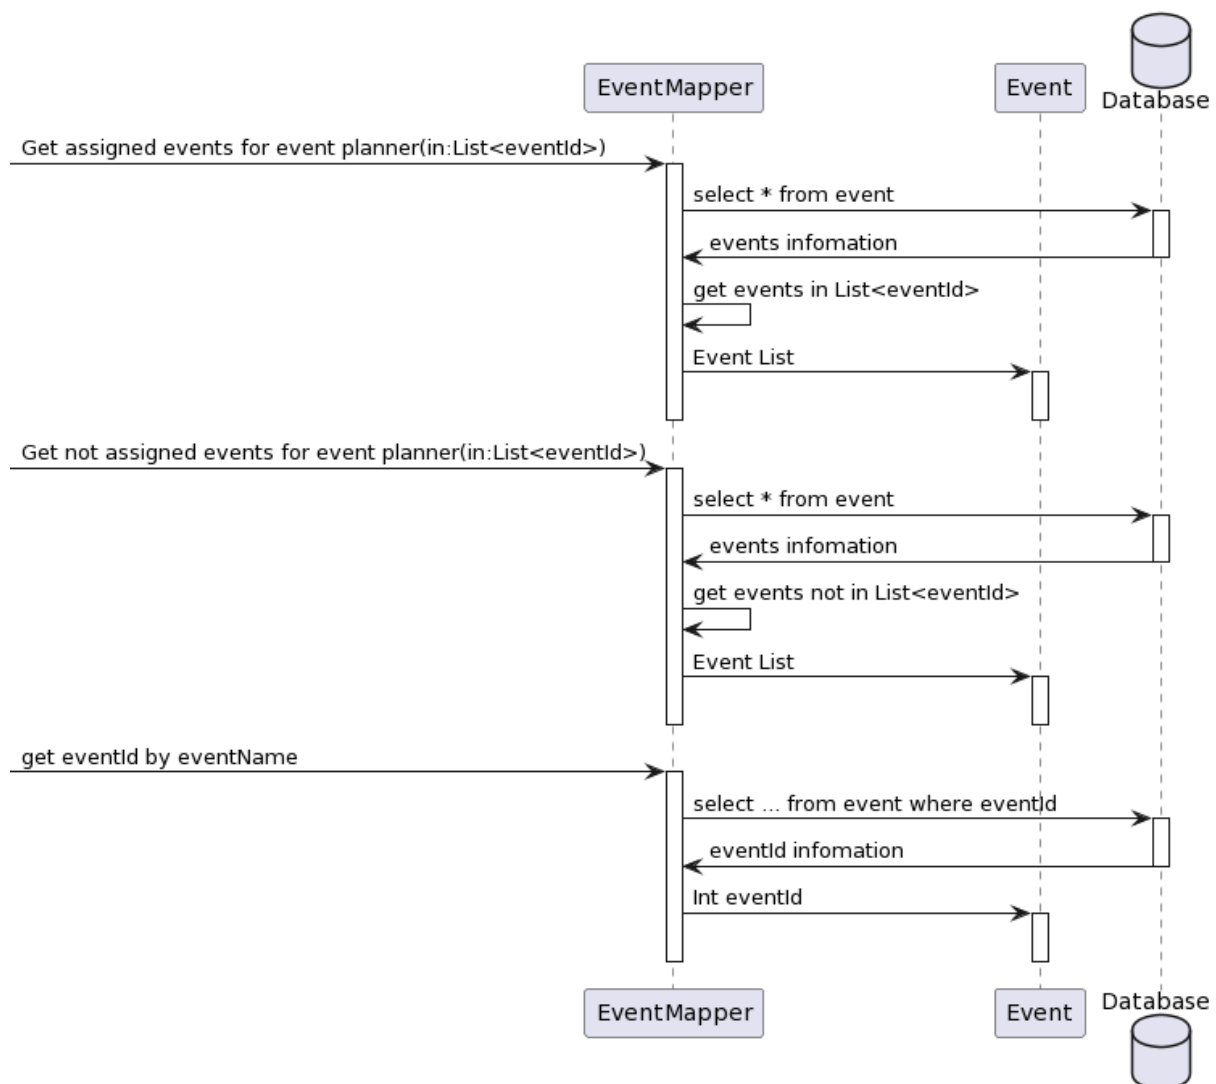 EventMapper
Event
Database
Get assigned events for event planner(in:List<eventId>)
select * from event
events infomation
get events in List<eventId>
Event List
Get not assigned events for event planner(in:List<eventId>)
select * from event
events infomation
get events not in List<eventId>
Event List
get eventId by eventName
select ... from event where eventId
eventId infomation
Int eventId
EventMapper
Event
Database